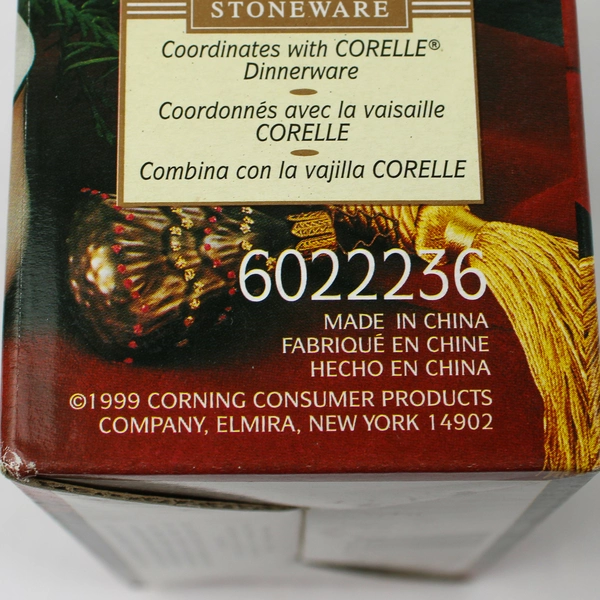 STONEWARE
Coordinates with CORELLE®
Dinnerware
Coordonnés avec la vaisaille
CORELLE
Combina con la vajilla CORELLE
6022236
MADE IN CHINA
FABRIQUÉ EN CHINE
HECHO EN CHINA
©1999 CORNING CONSUMER PRODUCTS
COMPANY, ELMIRA, NEW YORK 14902